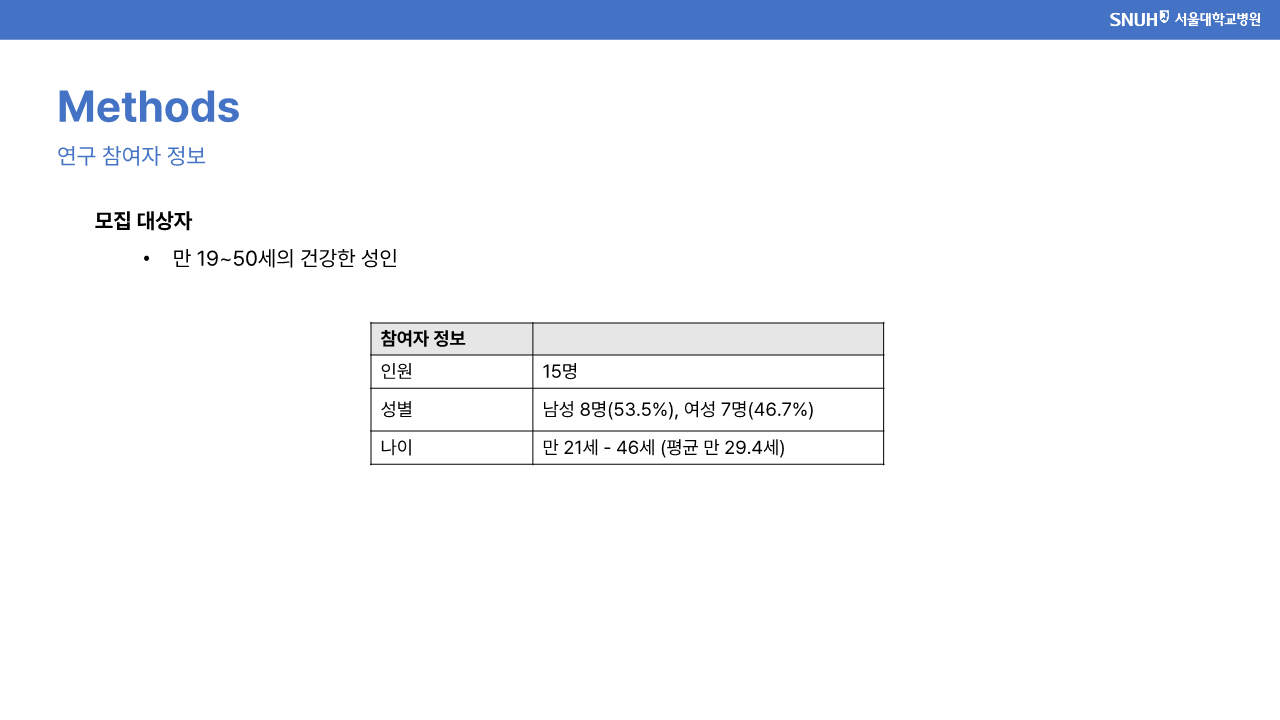 SNUH 서울대학교병원
Methods
연구 참여자 정보
모집 대상자
• 만 19~50세의 건강한 성인
참여자 정보
인원 15명
성별 남성 8명(53.5%), 여성 7명(46.7%)
나이 만 21세 - 46세 (평균 만 29.4세)